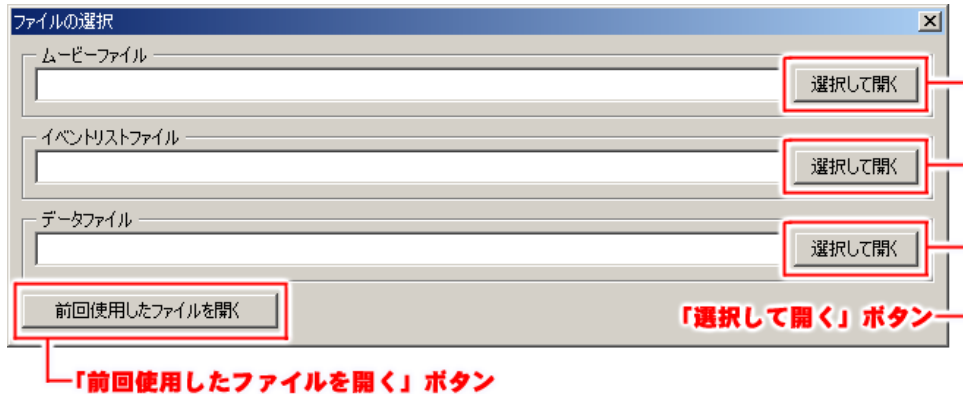 ファイルの選択
ムービーファイル
選択して開く
イベントリストファイル
選択して開く
データファイル
選択して開く
前回使用したファイルを開く
「選択して開く」ボタン
「前回使用したファイルを開く」ボタン